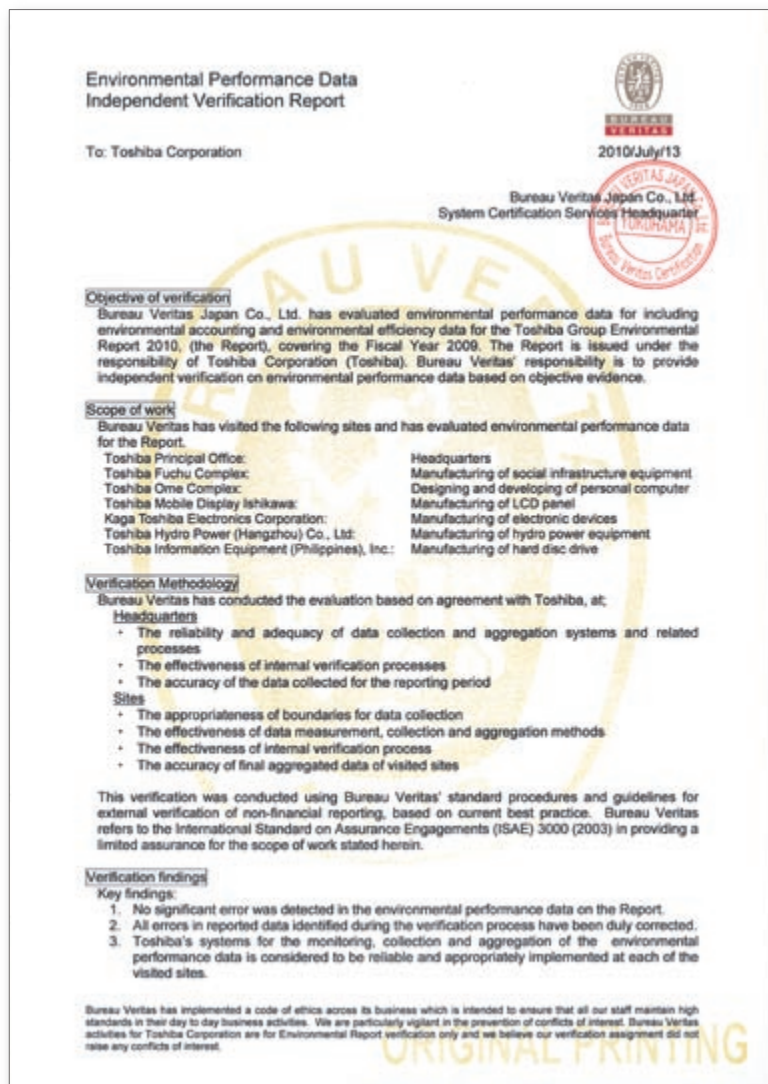 Environmental Performance Data
Independent Verification Report
BUREAU
VERITAS
To: Toshiba Corporation
2010/July/13
Bureau Veritas Japan Co., Ltd.
System Certification Services Headquarter
BUREAU VERITAS JAPAN Co., Ltd
YOKOHAMA
Bureau Veritas Certification
Objective of verification
Bureau Veritas Japan Co., Ltd. has evaluated environmental performance data for including
environmental accounting and environmental efficiency data for the Toshiba Group Environmental
Report 2010, (the Report), covering the Fiscal Year 2009. The Report is issued under the
responsibility of Toshiba Corporation (Toshiba). Bureau Veritas' responsibility is to provide
independent verification on environmental performance data based on objective evidence.
Scope of work
Bureau Veritas has visited the following sites and has evaluated environmental performance data
for the Report.
Toshiba Principal Office: Headquarters
Toshiba Fuchu Complex: Manufacturing of social infrastructure equipment
Toshiba Ome Complex: Designing and developing of personal computer
Toshiba Mobile Display Ishikawa: Manufacturing of LCD panel
Kaga Toshiba Electronics Corporation: Manufacturing of electronic devices
Toshiba Hydro Power (Hangzhou) Co., Ltd: Manufacturing of hydro power equipment
Toshiba Information Equipment (Philippines), Inc.: Manufacturing of hard disc drive
Verification Methodology
Bureau Veritas has conducted the evaluation based on agreement with Toshiba, at;
Headquarters
・ The reliability and adequacy of data collection and aggregation systems and related
processes
・ The effectiveness of internal verification processes
・ The accuracy of the data collected for the reporting period
Sites
・ The appropriateness of boundaries for data collection
・ The effectiveness of data measurement, collection and aggregation methods
・ The effectiveness of internal verification process
・ The accuracy of final aggregated data of visited sites
This verification was conducted using Bureau Veritas' standard procedures and guidelines for
external verification of non-financial reporting, based on current best practice. Bureau Veritas
refers to the International Standard on Assurance Engagements (ISAE) 3000 (2003) in providing a
limited assurance for the scope of work stated herein.
Verification findings
Key findings:
1. No significant error was detected in the environmental performance data on the Report.
2. All errors in reported data identified during the verification process have been duly corrected.
3. Toshiba's systems for the monitoring, collection and aggregation of the environmental
performance data is considered to be reliable and appropriately implemented at each of the
visited sites.
Bureau Veritas has implemented a code of ethics across its business which is intended to ensure that all our staff maintain high
standards in their day to day business activities. We are particularly vigilant in the prevention of conflicts of interest. Bureau Veritas
activities for Toshiba Corporation are for Environmental Report verification only and we believe our verification assignment did not
raise any conflicts of interest.
ORIGINAL PRINTING